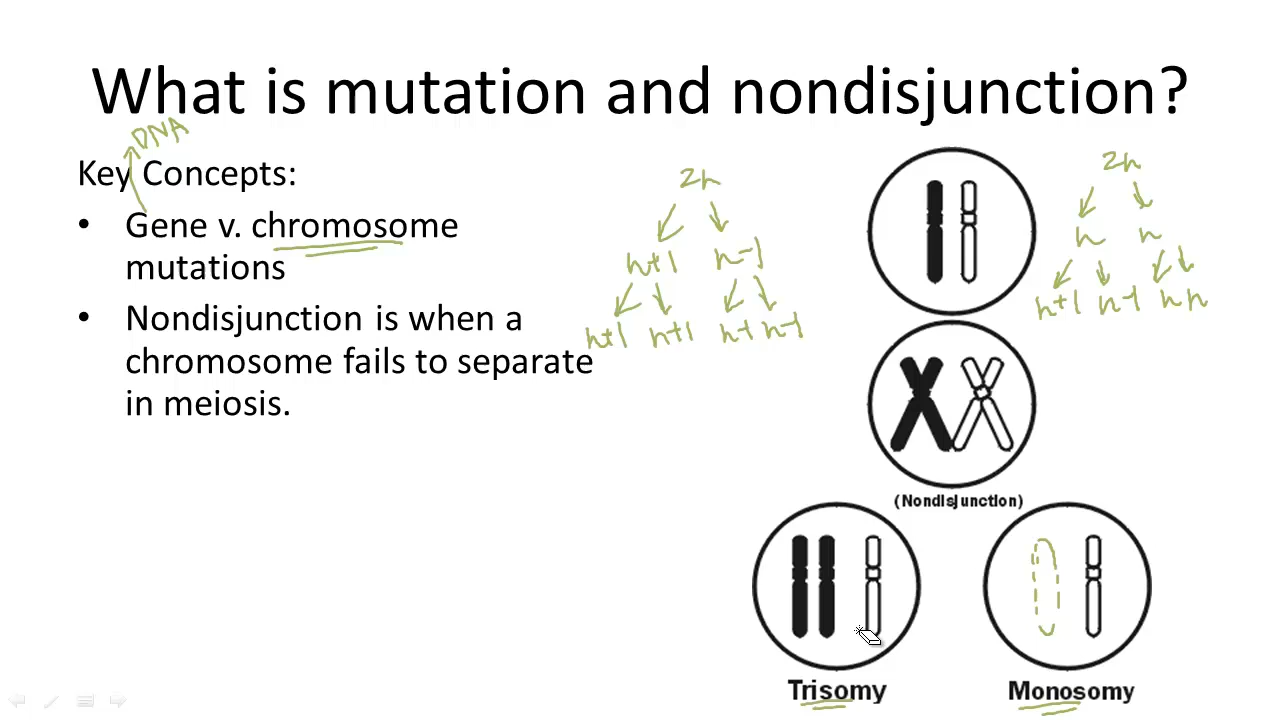 What is mutation and nondisjunction?
DNA
Key Concepts:
• Gene v. chromosome
mutations
• Nondisjunction is when a
chromosome fails to separate
in meiosis.
2n
n+1 n-1
n+1 n+1 n-1 n-1
2n
n n
n+1 n-1 n n
(Nondisjunction)
Trisomy
Monosomy